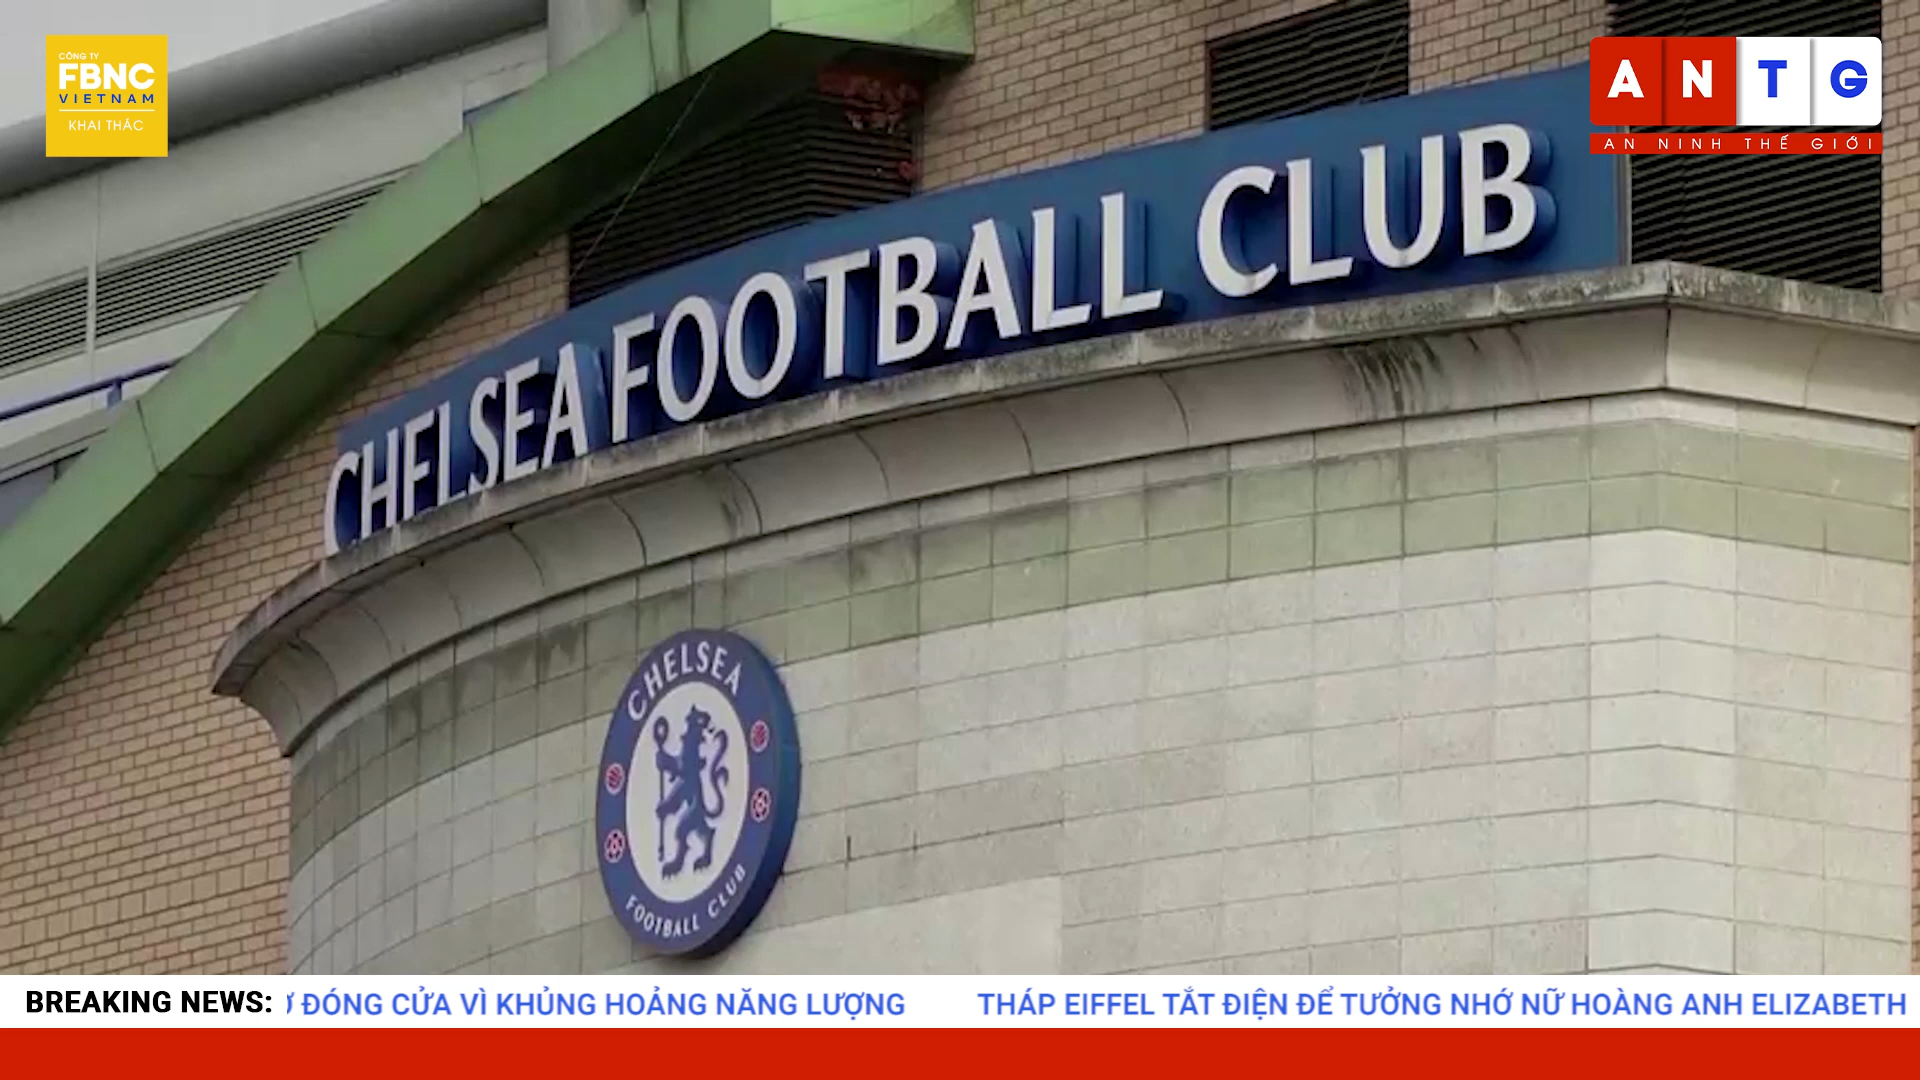 CÔNG TY
FBNC
VIETNAM
KHAI THÁC
ANTG
AN NINH THẾ GIỚI
CHELSEA FOOTBALL CLUB
CHELSEA
FOOTBALL CLUB
BREAKING NEWS: ĐÓNG CỬA VÌ KHỦNG HOẢNG NĂNG LƯỢNG THÁP EIFFEL TẮT ĐIỆN ĐỂ TƯỞNG NHỚ NỮ HOÀNG ANH ELIZABETH